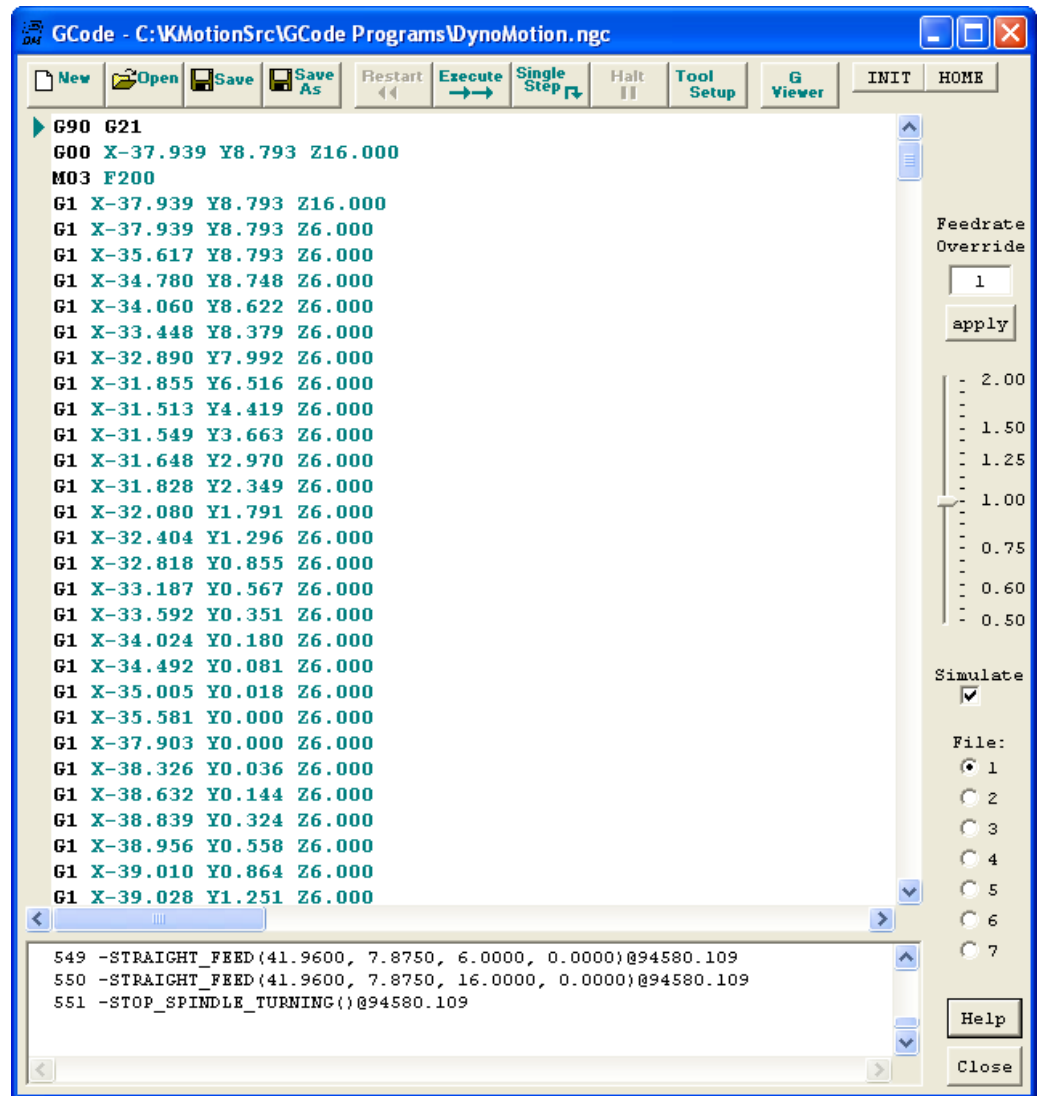 GCode - C:\KMotionSrc\GCode Programs\DynoMotion.ngc
New Open Save Save As Restart Execute Single Step Halt Tool Setup G Viewer INIT HOME
G90 G21
G00 X-37.939 Y8.793 Z16.000
M03 F200
G1 X-37.939 Y8.793 Z16.000
G1 X-37.939 Y8.793 Z6.000
G1 X-35.617 Y8.793 Z6.000
G1 X-34.780 Y8.748 Z6.000
G1 X-34.060 Y8.622 Z6.000
G1 X-33.448 Y8.379 Z6.000
G1 X-32.890 Y7.992 Z6.000
G1 X-31.855 Y6.516 Z6.000
G1 X-31.513 Y4.419 Z6.000
G1 X-31.549 Y3.663 Z6.000
G1 X-31.648 Y2.970 Z6.000
G1 X-31.828 Y2.349 Z6.000
G1 X-32.080 Y1.791 Z6.000
G1 X-32.404 Y1.296 Z6.000
G1 X-32.818 Y0.855 Z6.000
G1 X-33.187 Y0.567 Z6.000
G1 X-33.592 Y0.351 Z6.000
G1 X-34.024 Y0.180 Z6.000
G1 X-34.492 Y0.081 Z6.000
G1 X-35.005 Y0.018 Z6.000
G1 X-35.581 Y0.000 Z6.000
G1 X-37.903 Y0.000 Z6.000
G1 X-38.326 Y0.036 Z6.000
G1 X-38.632 Y0.144 Z6.000
G1 X-38.839 Y0.324 Z6.000
G1 X-38.956 Y0.558 Z6.000
G1 X-39.010 Y0.864 Z6.000
G1 X-39.028 Y1.251 Z6.000
549 -STRAIGHT_FEED(41.9600, 7.8750, 6.0000, 0.0000)@94580.109
550 -STRAIGHT_FEED(41.9600, 7.8750, 16.0000, 0.0000)@94580.109
551 -STOP_SPINDLE_TURNING()@94580.109
Feedrate
Override
1
apply
2.00
1.50
1.25
1.00
0.75
0.60
0.50
Simulate
File:
1
2
3
4
5
6
7
Help
Close